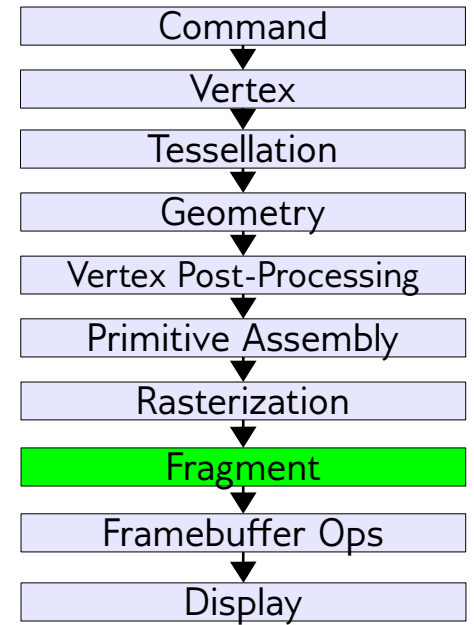 Command
Vertex
Tessellation
Geometry
Vertex Post-Processing
Primitive Assembly
Rasterization
Fragment
Framebuffer Ops
Display